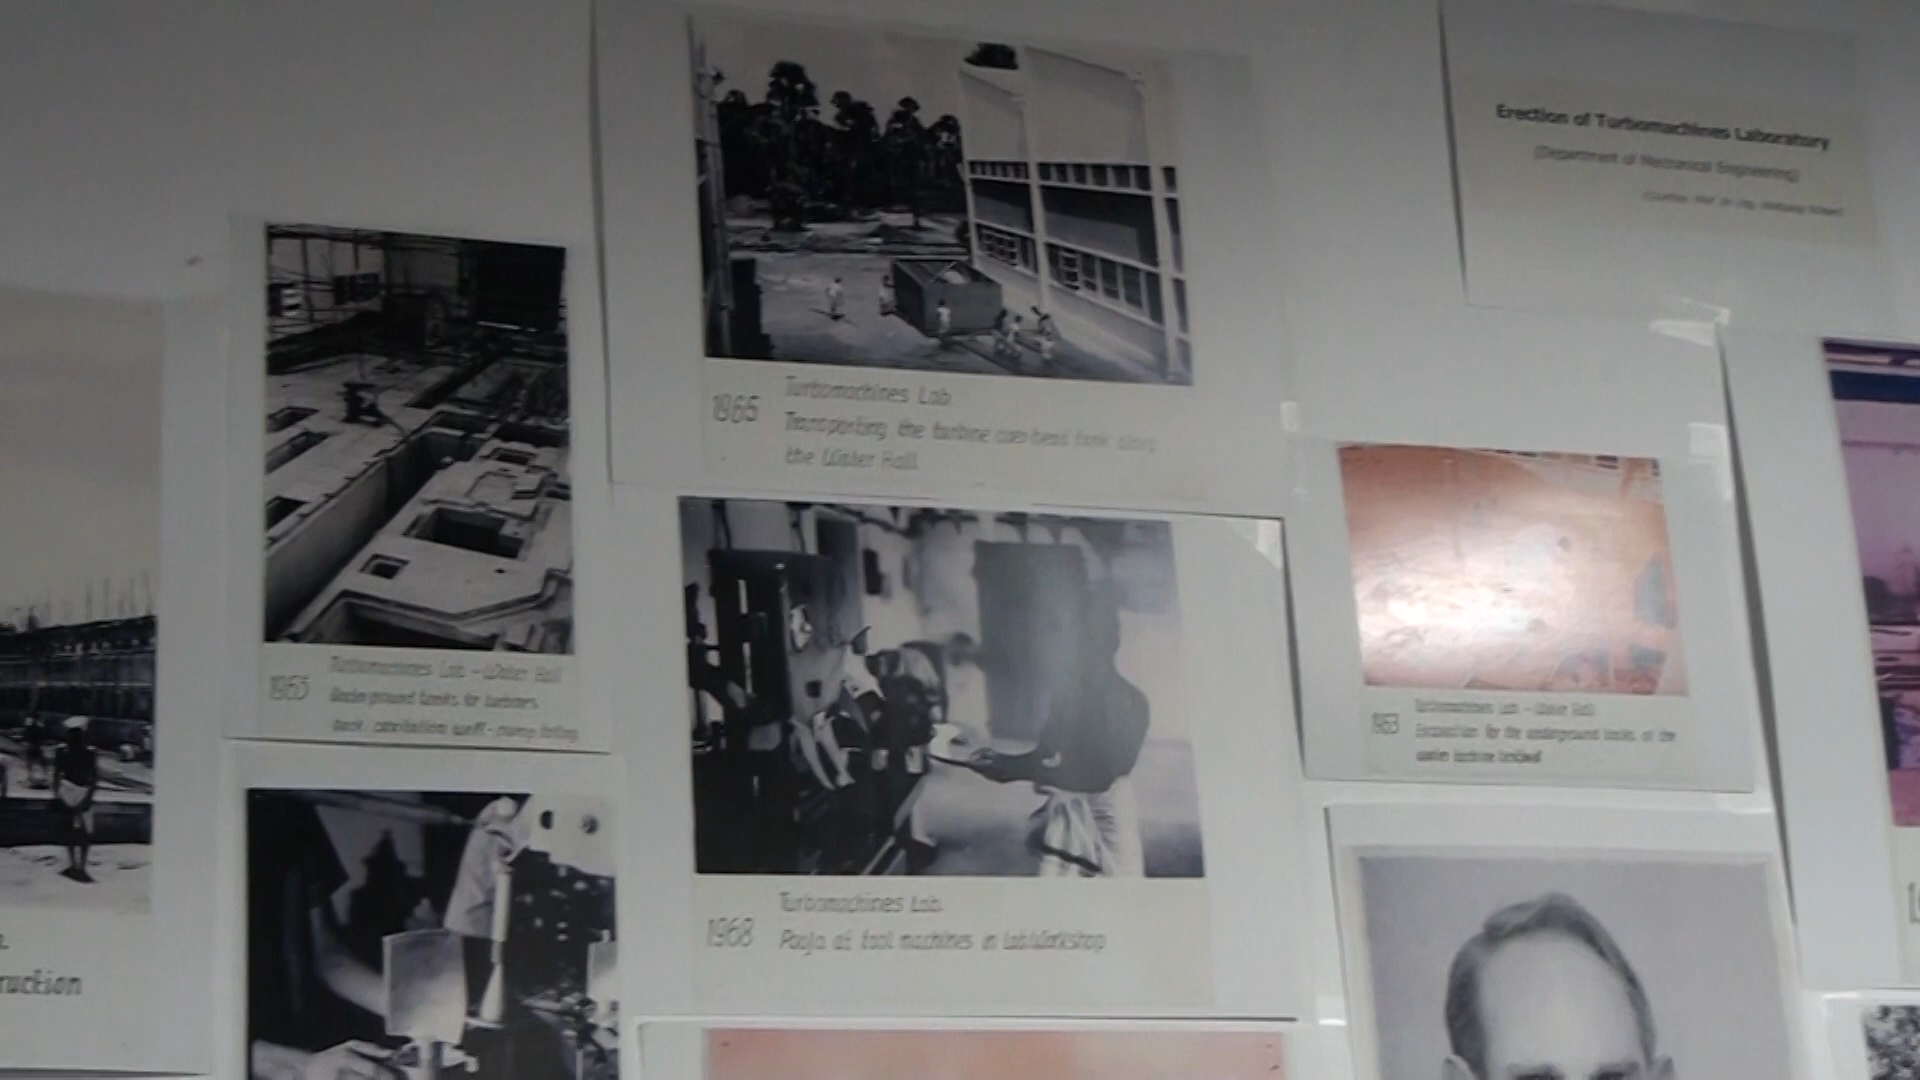 Erection of Turbomachines Laboratory
(Department of Mechanical Engineering)
1965
Turbomachines Lab
Transporting the turbine over head tank along
the Water Hall
Turbomachines Lab - Water Hall
Under ground tanks for turbines
1963
Turbomachines Lab - Water Hall
Excavation for the underground tanks of the
water turbine testbed
1968
Turbomachines Lab.
Pooja at tool machines in Lab Workshop
ruction